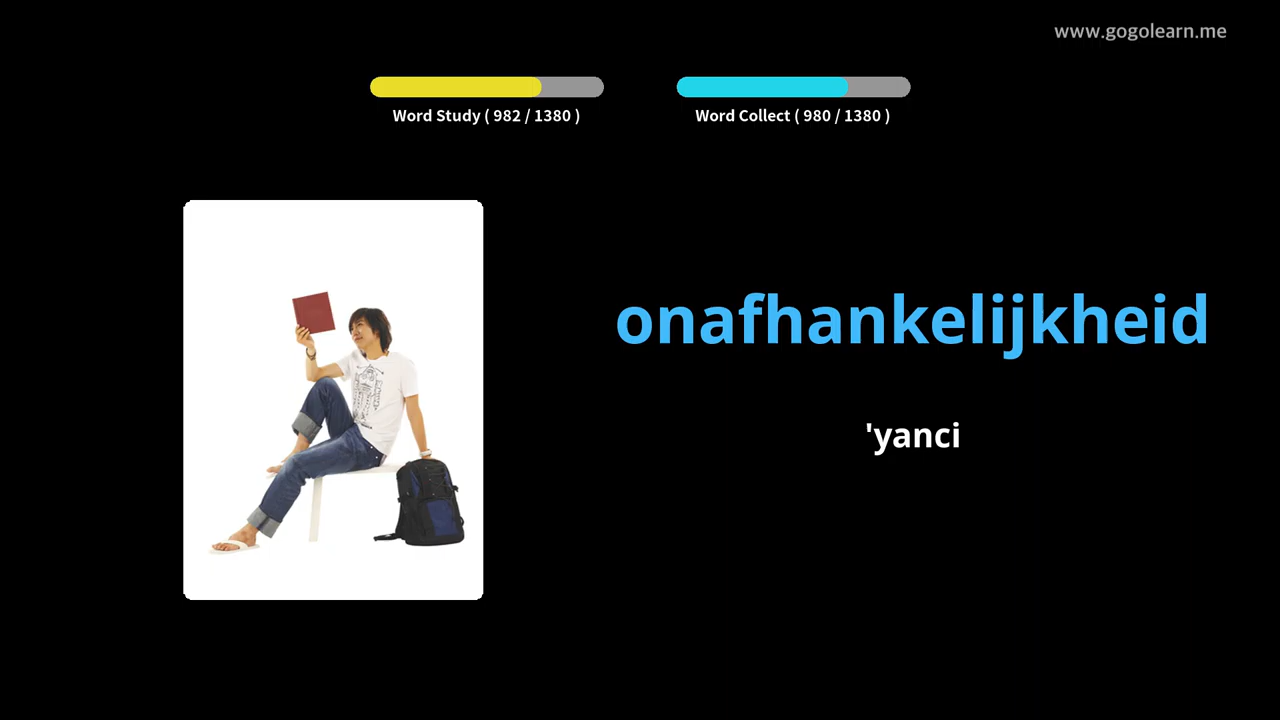 www.gogolearn.me
Word Study ( 982 / 1380 )
Word Collect ( 980 / 1380 )
onafhankelijkheid
'yanci